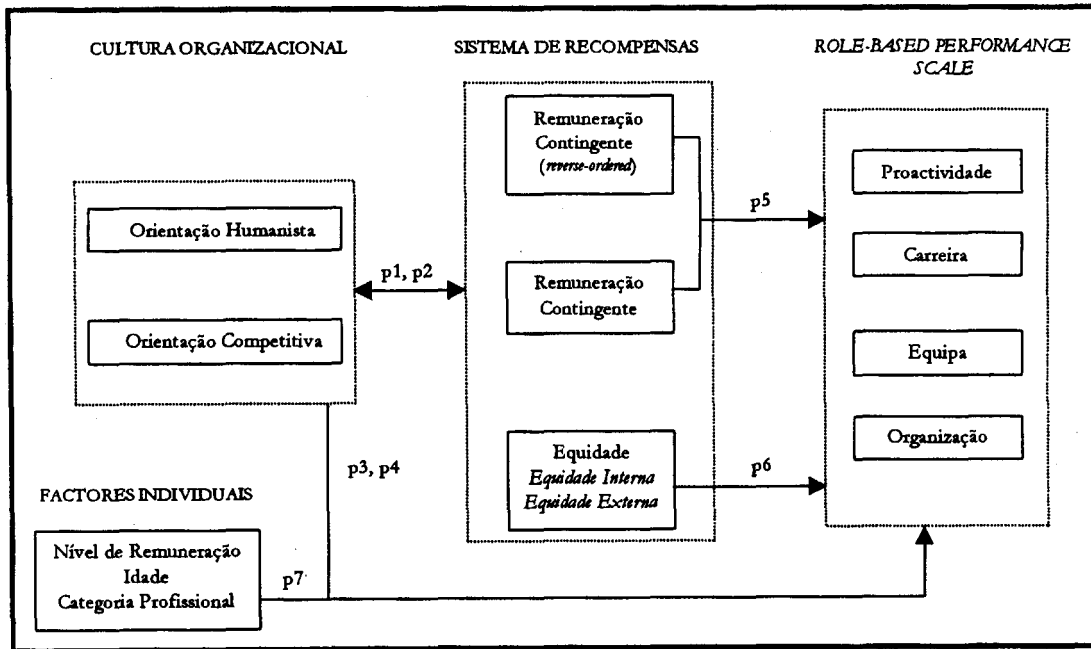 CULTURA ORGANIZACIONAL
Orientação Humanista
Orientação Competitiva
p1, p2
SISTEMA DE RECOMPENSAS
Remuneração
Contingente
(reverse-ordered)
Remuneração
Contingente
Equidade
Equidade Interna
Equidade Externa
p5
p6
ROLE-BASED PERFORMANCE
SCALE
Proactividade
Carreira
Equipa
Organização
p3, p4
FACTORES INDIVIDUAIS
Nível de Remuneração
Idade
Categoria Profissional
p7